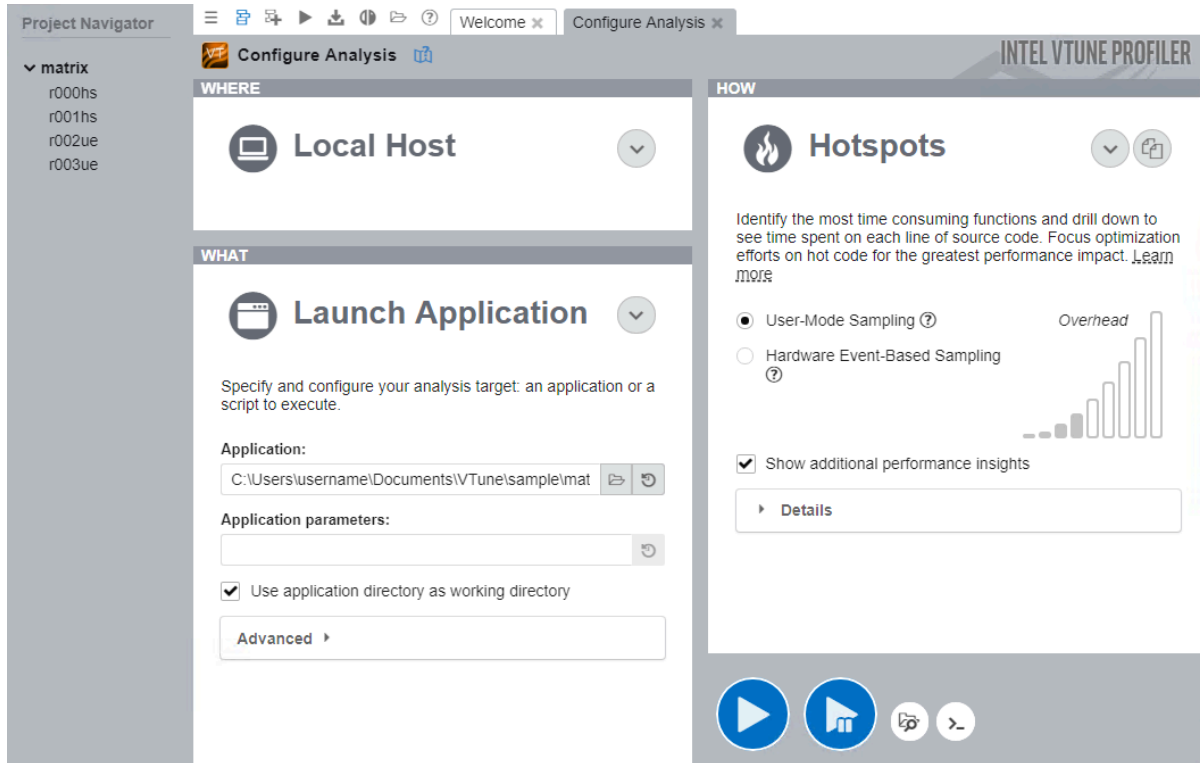 Project Navigator
matrix
r000hs
r001hs
r002ue
r003ue
Welcome
Configure Analysis
Configure Analysis
INTEL VTUNE PROFILER
WHERE
Local Host
WHAT
Launch Application
Specify and configure your analysis target: an application or a
script to execute.
Application:
C:\Users\username\Documents\VTune\sample\mat
Application parameters:
Use application directory as working directory
Advanced
HOW
Hotspots
Identify the most time consuming functions and drill down to
see time spent on each line of source code. Focus optimization
efforts on hot code for the greatest performance impact. Learn
more
User-Mode Sampling
Overhead
Hardware Event-Based Sampling
Show additional performance insights
Details